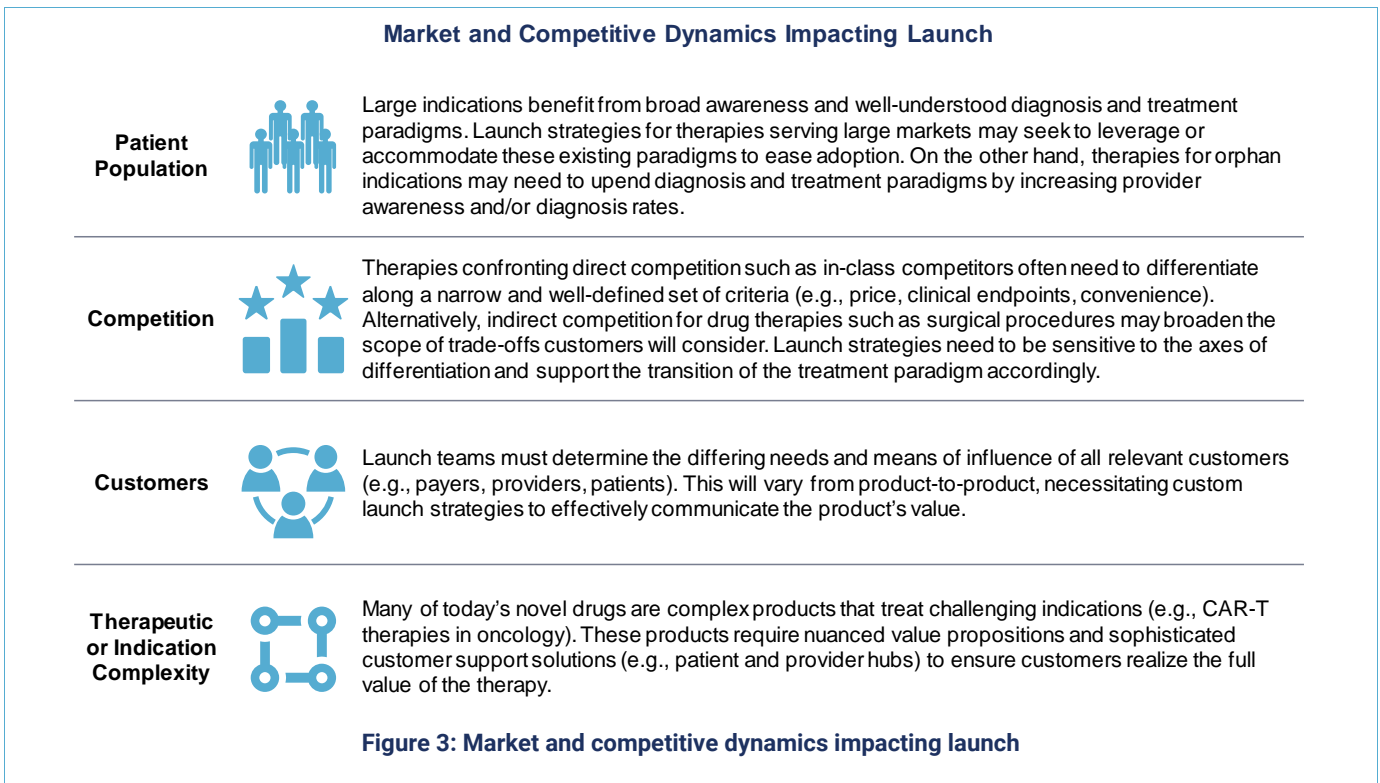 Market and Competitive Dynamics Impacting Launch
Patient
Population
Large indications benefit from broad awareness and well-understood diagnosis and treatment
paradigms. Launch strategies for therapies serving large markets may seek to leverage or
accommodate these existing paradigms to ease adoption. On the other hand, therapies for orphan
indications may need to upend diagnosis and treatment paradigms by increasing provider
awareness and/or diagnosis rates.
Competition
Therapies confronting direct competition such as in-class competitors often need to differentiate
along a narrow and well-defined set of criteria (e.g., price, clinical endpoints, convenience).
Alternatively, indirect competition for drug therapies such as surgical procedures may broaden the
scope of trade-offs customers will consider. Launch strategies need to be sensitive to the axes of
differentiation and support the transition of the treatment paradigm accordingly.
Customers
Launch teams must determine the differing needs and means of influence of all relevant customers
(e.g., payers, providers, patients). This will vary from product-to-product, necessitating custom
launch strategies to effectively communicate the product’s value.
Therapeutic
or Indication
Complexity
Many of today’s novel drugs are complex products that treat challenging indications (e.g., CAR-T
therapies in oncology). These products require nuanced value propositions and sophisticated
customer support solutions (e.g., patient and provider hubs) to ensure customers realize the full
value of the therapy.
Figure 3: Market and competitive dynamics impacting launch